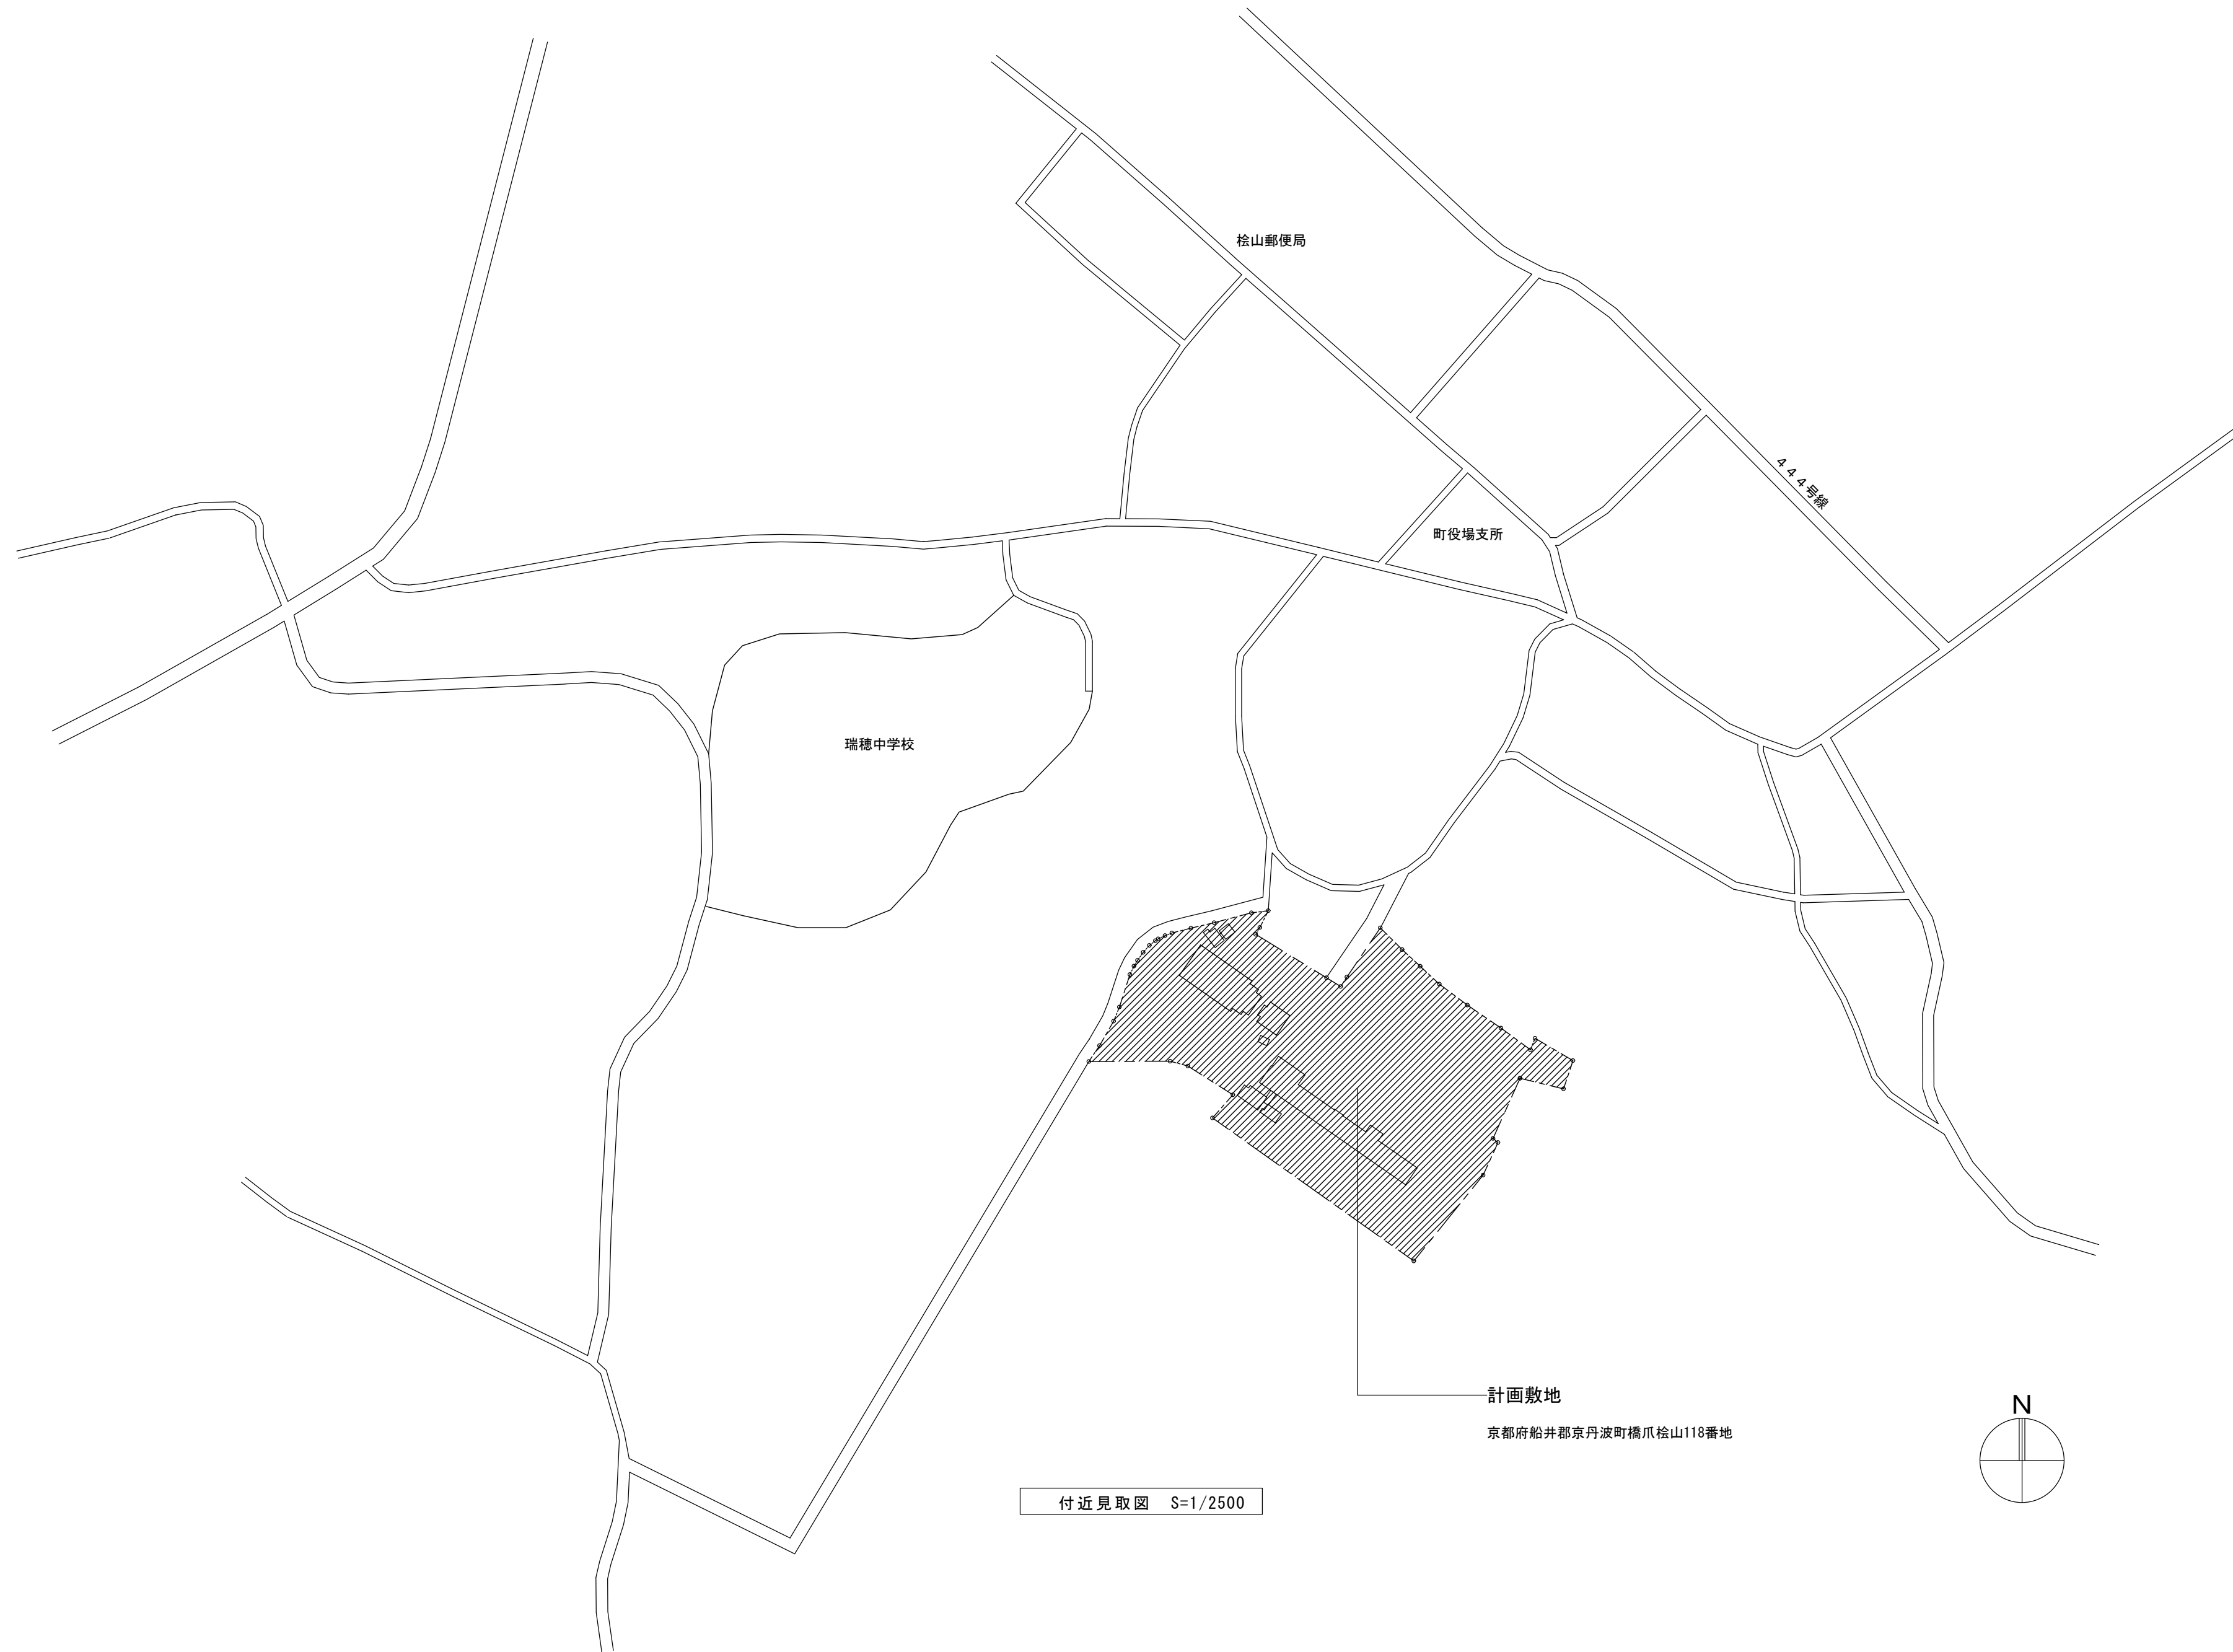 桧山郵便局
４４４号線
町役場支所
瑞穂中学校
計画敷地
京都府船井郡京丹波町橋爪桧山118番地
N
付近見取図 S=1/2500